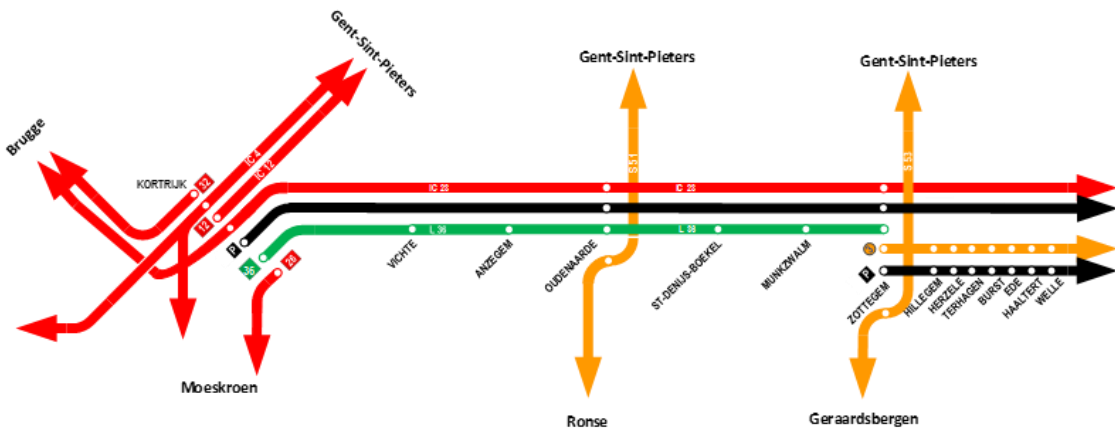 Gent-Sint-Pieters
Gent-Sint-Pieters
Gent-Sint-Pieters
Brugge
KORTRIJK
32
IC 4
IC 12
12
P
36
26
IC 28
IC 28
L 36
L 36
S 51
S 53
S
P
VICHTE
ANZEGEM
OUDENAARDE
ST-DENIJS-BOEKEL
MUNKZWALM
ZOTTEGEM
HILLEGEM
HERZELE
TERHAGEN
BURST
EDE
HAALTERT
WELLE
Moeskroen
Ronse
Geraardsbergen